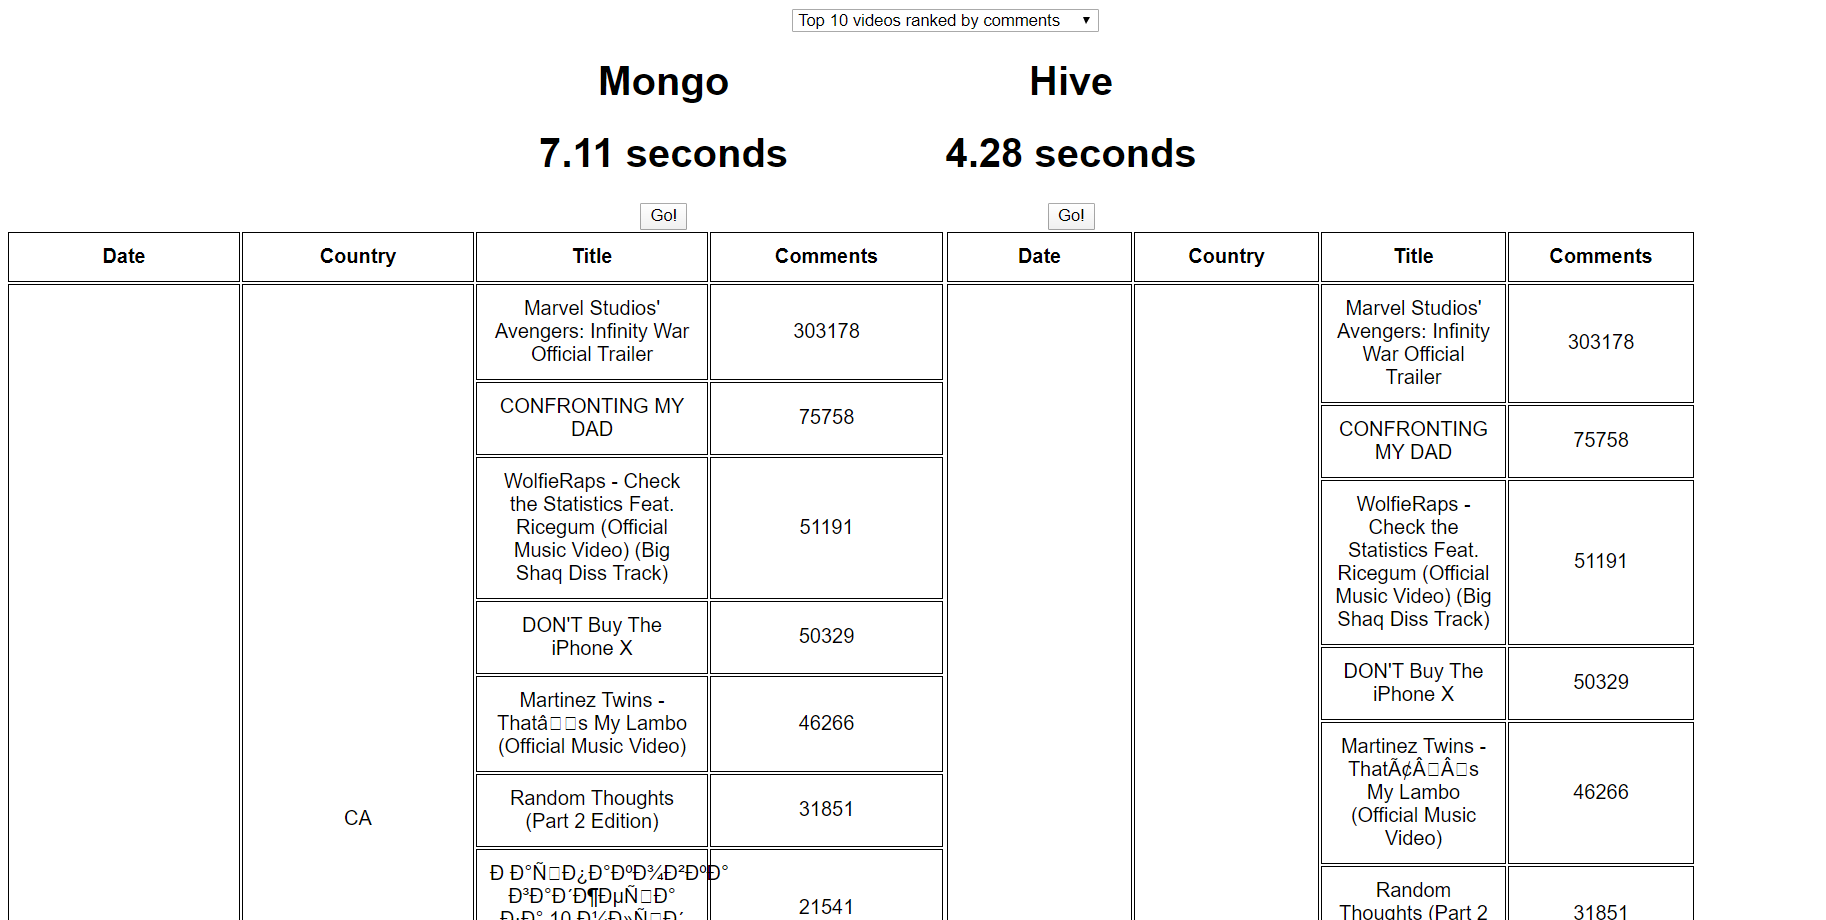 Top 10 videos ranked by comments
Mongo
Hive
7.11 seconds
4.28 seconds
Go!
Go!
Date
Country
Title
Comments
Date
Country
Title
Comments
CA
Marvel Studios'
Avengers: Infinity War
Official Trailer
303178
CONFRONTING MY
DAD
75758
WolfieRaps - Check
the Statistics Feat.
Ricegum (Official
Music Video) (Big
Shaq Diss Track)
51191
DON'T Buy The
iPhone X
50329
Martinez Twins -
Thatâ□□s My Lambo
(Official Music Video)
46266
Random Thoughts
(Part 2 Edition)
31851
Ð Ð°Ñ□Ð¿Ð°ÐºÐ¾Ð²ÐºÐ°
Ð³Ð°Ð´Ð¶ÐµÑ□Ð°
21541
Marvel Studios'
Avengers: Infinity
War Official
Trailer
303178
CONFRONTING
MY DAD
75758
WolfieRaps -
Check the
Statistics Feat.
Ricegum (Official
Music Video) (Big
Shaq Diss Track)
51191
DON'T Buy The
iPhone X
50329
Martinez Twins -
ThatÃ¢Â□Â□s
My Lambo
(Official Music
Video)
46266
Random
Thoughts (Part 2
31851